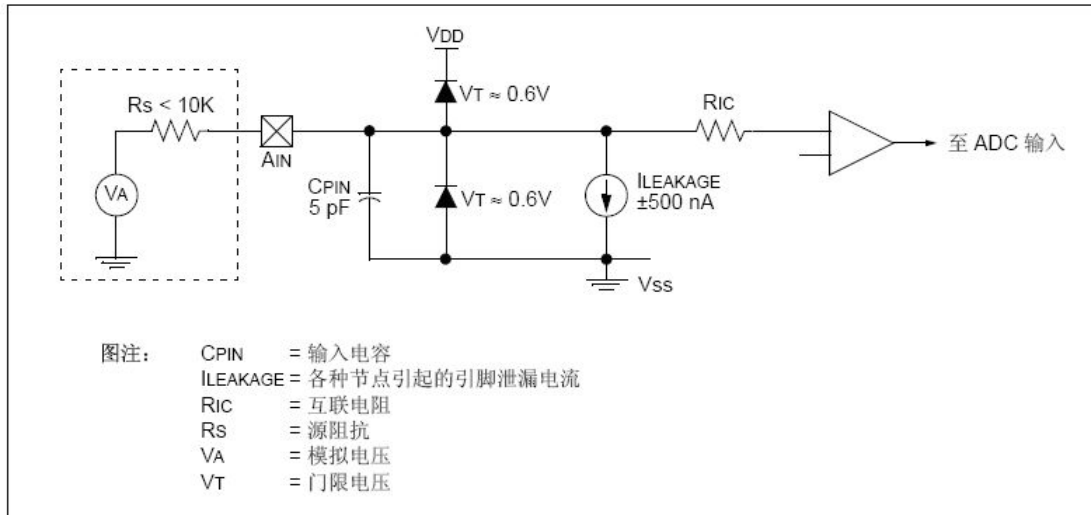 VDD
RS < 10K
VT ≈ 0.6V
RIC
AIN
至 ADC 输入
VA
CPIN
5 pF
VT ≈ 0.6V
ILEAKAGE
±500 nA
VSS
图注：
CPIN = 输入电容
ILEAKAGE = 各种节点引起的引脚泄漏电流
RIC = 互联电阻
RS = 源阻抗
VA = 模拟电压
VT = 门限电压